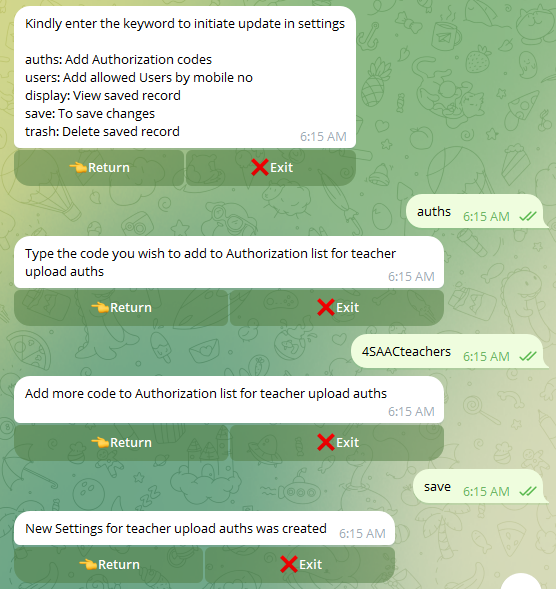 Kindly enter the keyword to initiate update in settings
auths: Add Authorization codes
users: Add allowed Users by mobile no
display: View saved record
save: To save changes
trash: Delete saved record
6:15 AM
👈Return
❌Exit
auths 6:15 AM
Type the code you wish to add to Authorization list for teacher
upload auths
6:15 AM
👈Return
❌Exit
4SAACteachers 6:15 AM
Add more code to Authorization list for teacher upload auths
6:15 AM
👈Return
❌Exit
save 6:15 AM
New Settings for teacher upload auths was created 6:15 AM
👈Return
❌Exit